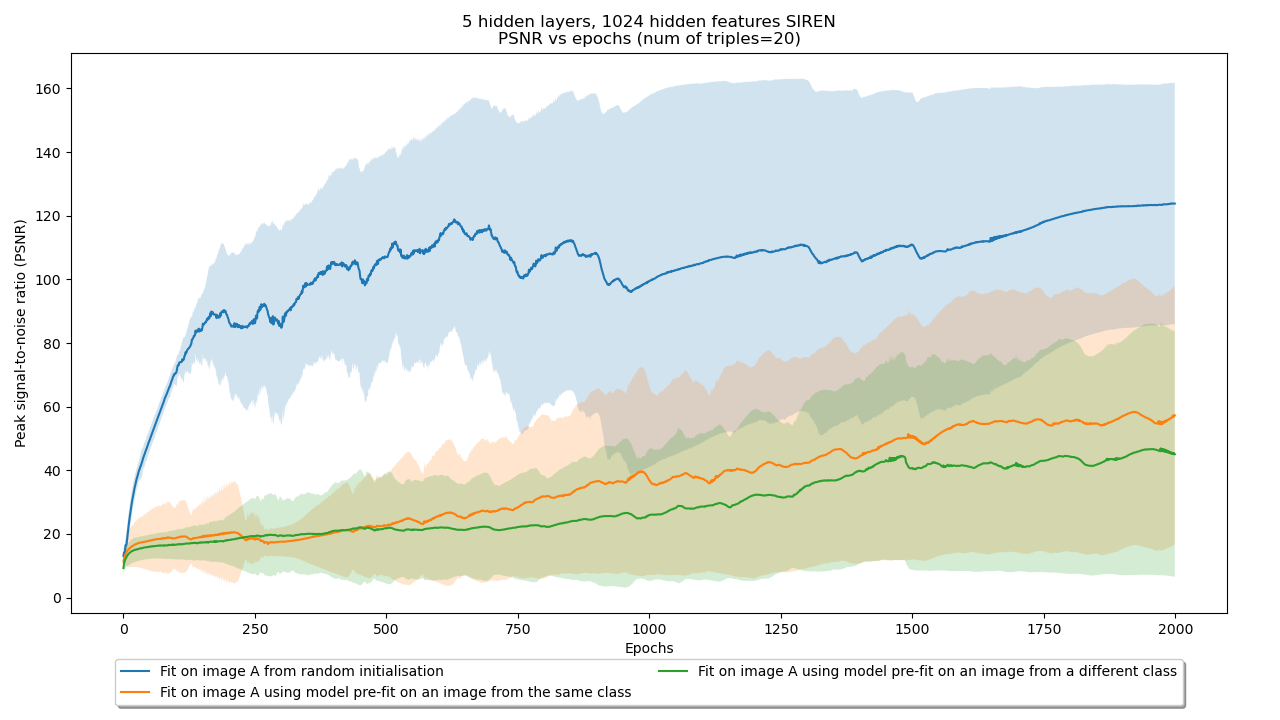 5 hidden layers, 1024 hidden features SIREN
PSNR vs epochs (num of triples=20)
Peak signal-to-noise ratio (PSNR)
160
140
120
100
80
60
40
20
0
0 250 500 750 1000 1250 1500 1750 2000
Epochs
Fit on image A from random initialisation
Fit on image A using model pre-fit on an image from the same class
Fit on image A using model pre-fit on an image from a different class